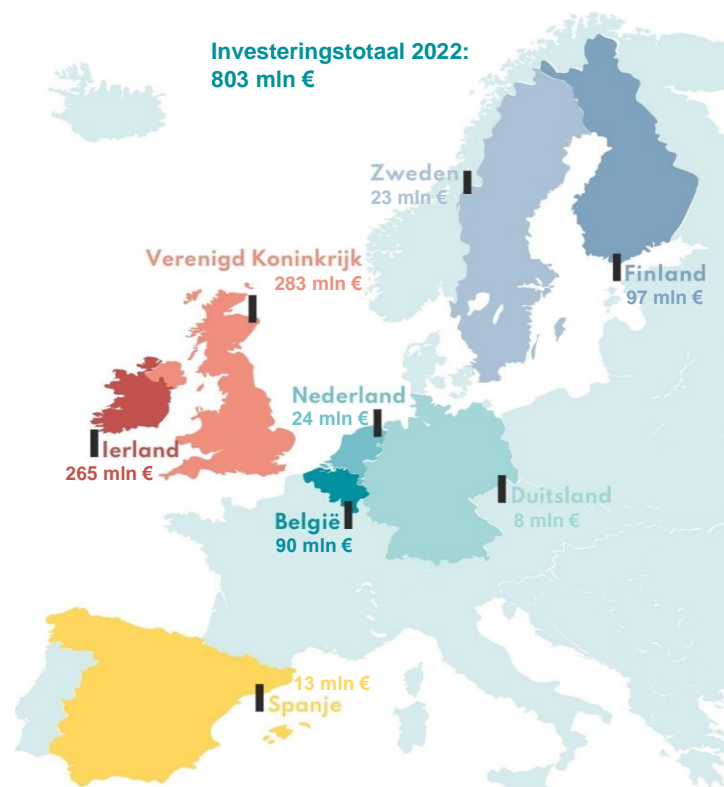 Investeringstotaal 2022:
803 mln €
Zweden
23 mln €
Verenigd Koninkrijk
283 mln €
Finland
97 mln €
Nederland
24 mln €
Ierland
265 mln €
Duitsland
8 mln €
België
90 mln €
13 mln €
Spanje